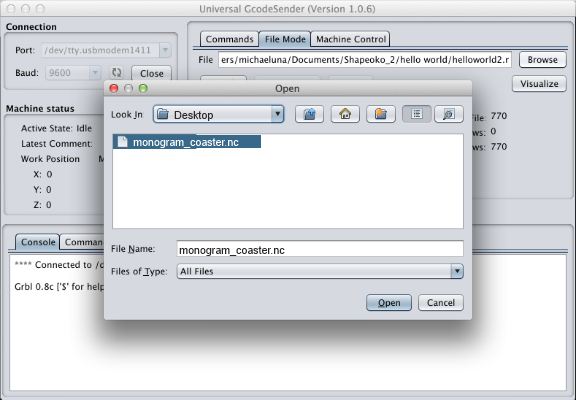 Universal GcodeSender (Version 1.0.6)
Connection
Port: /dev/tty.usbmodem1411
Baud: 9600 Close
Commands File Mode Machine Control
File ers/michaeluna/Documents/Shapeoko_2/hello world/helloworld2.r Browse
Visualize
Machine status
Active State: Idle
Latest Comment:
Work Position M
X: 0
Y: 0
Z: 0
File: 770
ws: 0
ws: 770
Open
Look In: Desktop
monogram_coaster.nc
File Name: monogram_coaster.nc
Files of Type: All Files
Open Cancel
Console Comman
**** Connected to /d
Grbl 0.8c ['$' for help